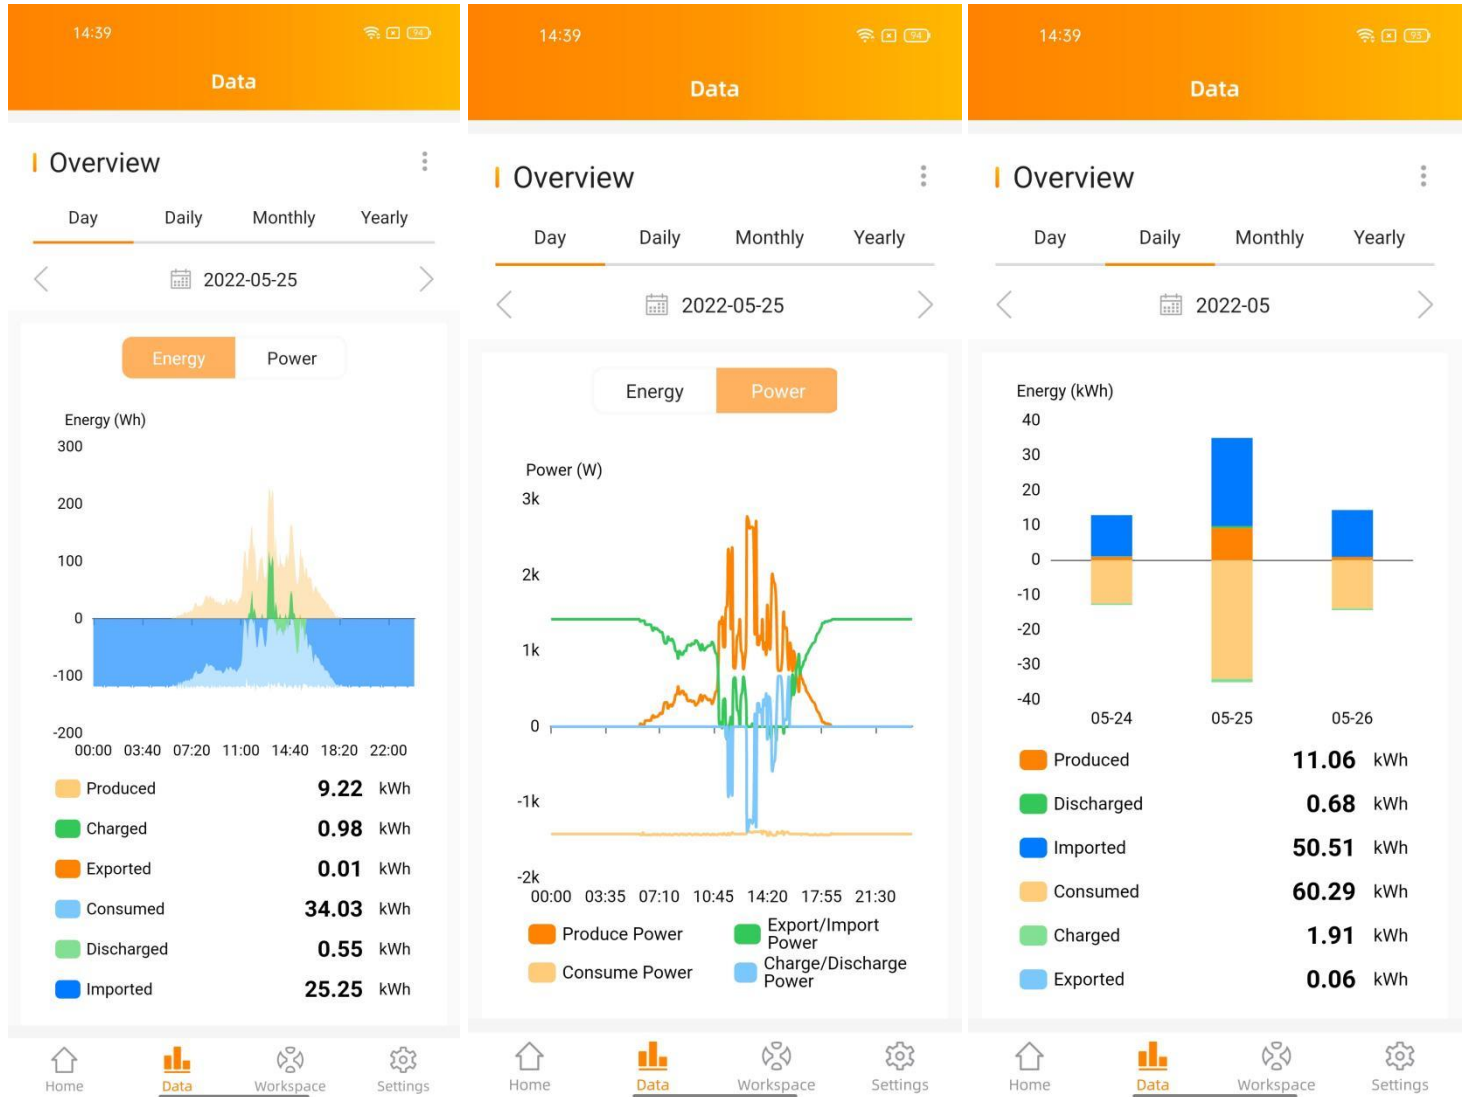 14:39
94
Data
Overview
Day Daily Monthly Yearly
2022-05-25
Energy Power
Energy (Wh)
300
200
100
0
-100
-200
00:00 03:40 07:20 11:00 14:40 18:20 22:00
Produced 9.22 kWh
Charged 0.98 kWh
Exported 0.01 kWh
Consumed 34.03 kWh
Discharged 0.55 kWh
Imported 25.25 kWh
Home Data Workspace Settings
14:39
94
Data
Overview
Day Daily Monthly Yearly
2022-05-25
Energy Power
Power (W)
3k
2k
1k
0
-1k
-2k
00:00 03:35 07:10 10:45 14:20 17:55 21:30
Produce Power
Export/Import
Power
Consume Power
Charge/Discharge
Power
Home Data Workspace Settings
14:39
93
Data
Overview
Day Daily Monthly Yearly
2022-05
Energy (kWh)
40
30
20
10
0
-10
-20
-30
-40
05-24 05-25 05-26
Produced 11.06 kWh
Discharged 0.68 kWh
Imported 50.51 kWh
Consumed 60.29 kWh
Charged 1.91 kWh
Exported 0.06 kWh
Home Data Workspace Settings